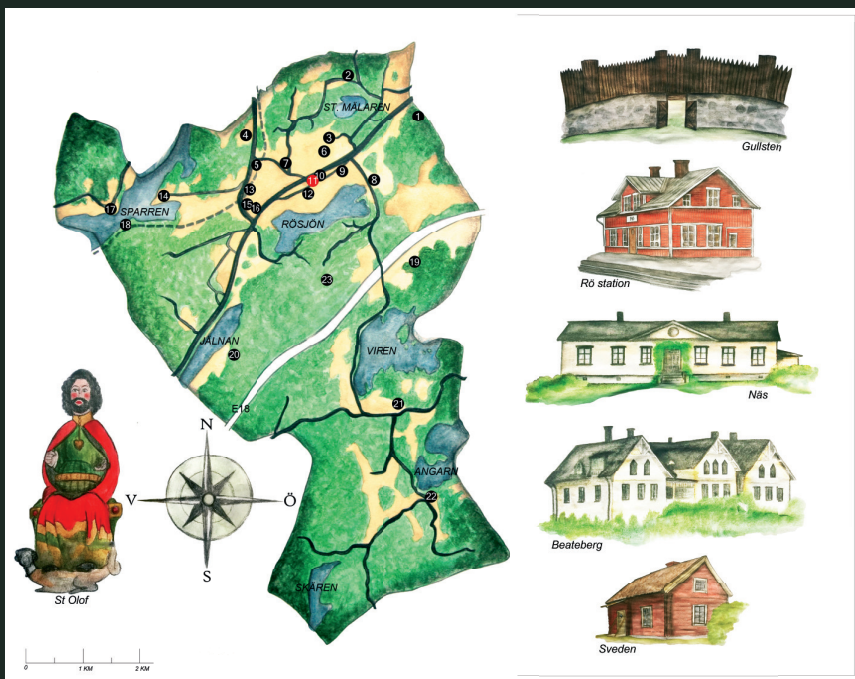 2
ST. MÄLAREN
1
4
3
6
5
7
9
10
11
8
12
13
14
15
16
17
SPARREN
18
RÖSJÖN
19
23
JÄLNAN
20
VIREN
E18
21
ANGARN
22
SKÄREN
N
V
Ö
S
St Olof
0 1 KM 2 KM
Gullsten
Rö station
Näs
Beateberg
Sveden